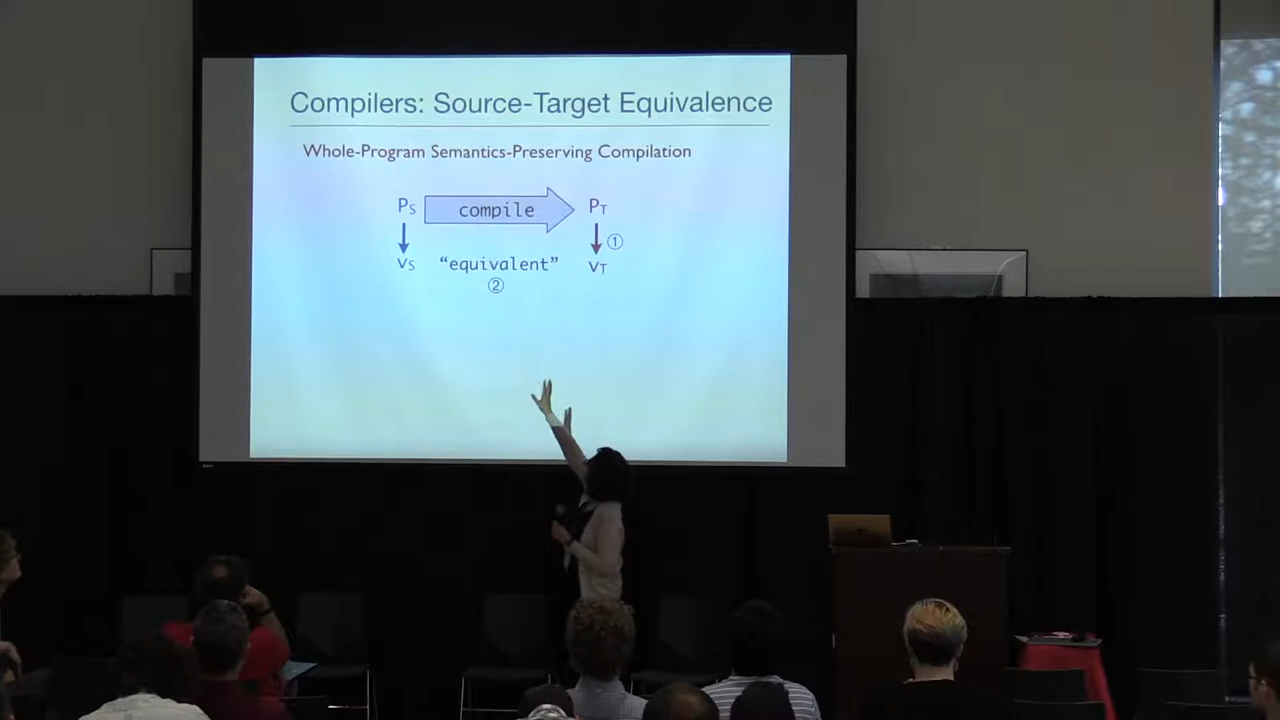 Compilers: Source-Target Equivalence
Whole-Program Semantics-Preserving Compilation
PS compile PT
①
vS “equivalent” vT
②